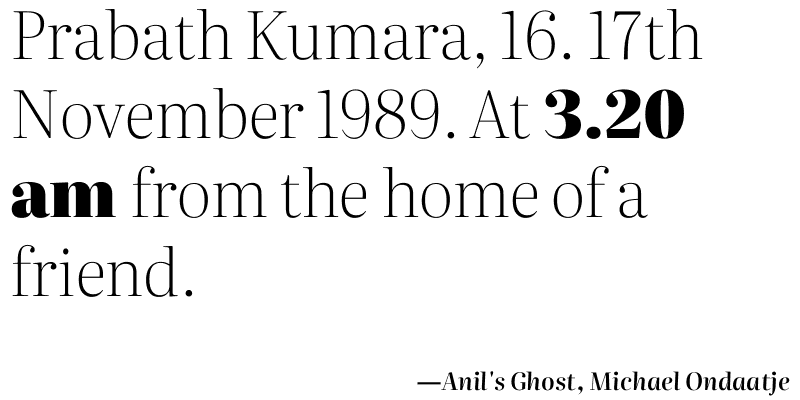 Prabath Kumara, 16. 17th
November 1989. At 3.20
am from the home of a
friend.
—Anil's Ghost, Michael Ondaatje